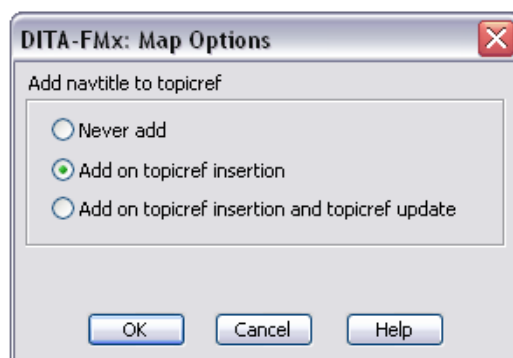 DITA-FMx: Map Options
Add navtitle to topicref
Never add
Add on topicref insertion
Add on topicref insertion and topicref update
OK Cancel Help